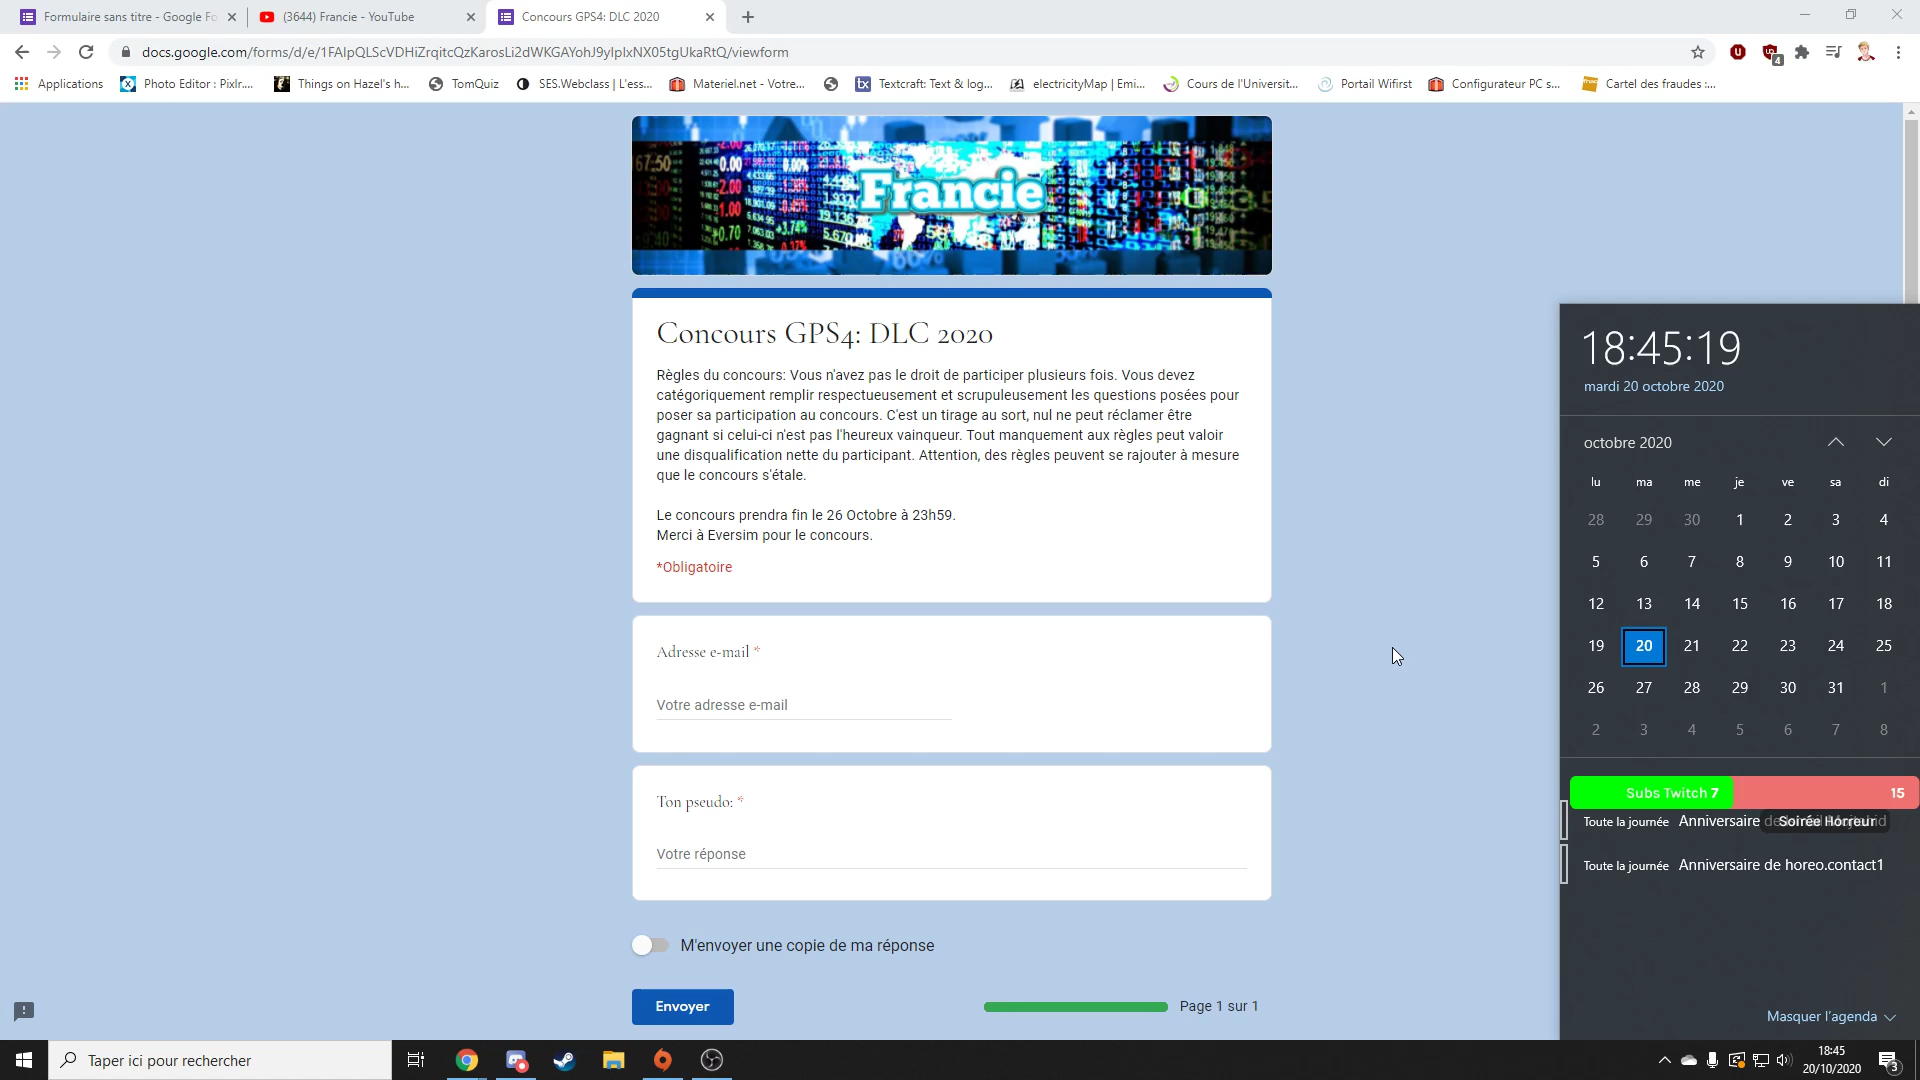 Formulaire sans titre - Google Fo
(3644) Francie - YouTube
Concours GPS4: DLC 2020
docs.google.com/forms/d/e/1FAIpQLScVDHiZrqitcQzKarosLi2dWKGAYohJ9yIpIxNX05tgUkaRtQ/viewform
4
Applications
Photo Editor : Pixlr....
Things on Hazel's h...
TomQuiz
SES.Webclass | L'ess...
Materiel.net - Votre...
Textcraft: Text & log...
electricityMap | Emi...
Cours de l'Universit...
Portail Wifirst
Configurateur PC s...
Cartel des fraudes :...
Francie
Concours GPS4: DLC 2020
Règles du concours: Vous n'avez pas le droit de participer plusieurs fois. Vous devez
catégoriquement remplir respectueusement et scrupuleusement les questions posées pour
poser sa participation au concours. C'est un tirage au sort, nul ne peut réclamer être
gagnant si celui-ci n'est pas l'heureux vainqueur. Tout manquement aux règles peut valoir
une disqualification nette du participant. Attention, des règles peuvent se rajouter à mesure
que le concours s'étale.
Le concours prendra fin le 26 Octobre à 23h59.
Merci à Eversim pour le concours.
*Obligatoire
Adresse e-mail *
Votre adresse e-mail
Ton pseudo: *
Votre réponse
M'envoyer une copie de ma réponse
Envoyer
Page 1 sur 1
18:45:19
mardi 20 octobre 2020
octobre 2020
lu ma me je ve sa di
28 29 30 1 2 3 4
5 6 7 8 9 10 11
12 13 14 15 16 17 18
19 20 21 22 23 24 25
26 27 28 29 30 31 1
2 3 4 5 6 7 8
Subs Twitch 7
15
Toute la journée Anniversaire
Soirée Horreur
Toute la journée Anniversaire de horeo.contact1
Masquer l'agenda
Taper ici pour rechercher
18:45
20/10/2020
3